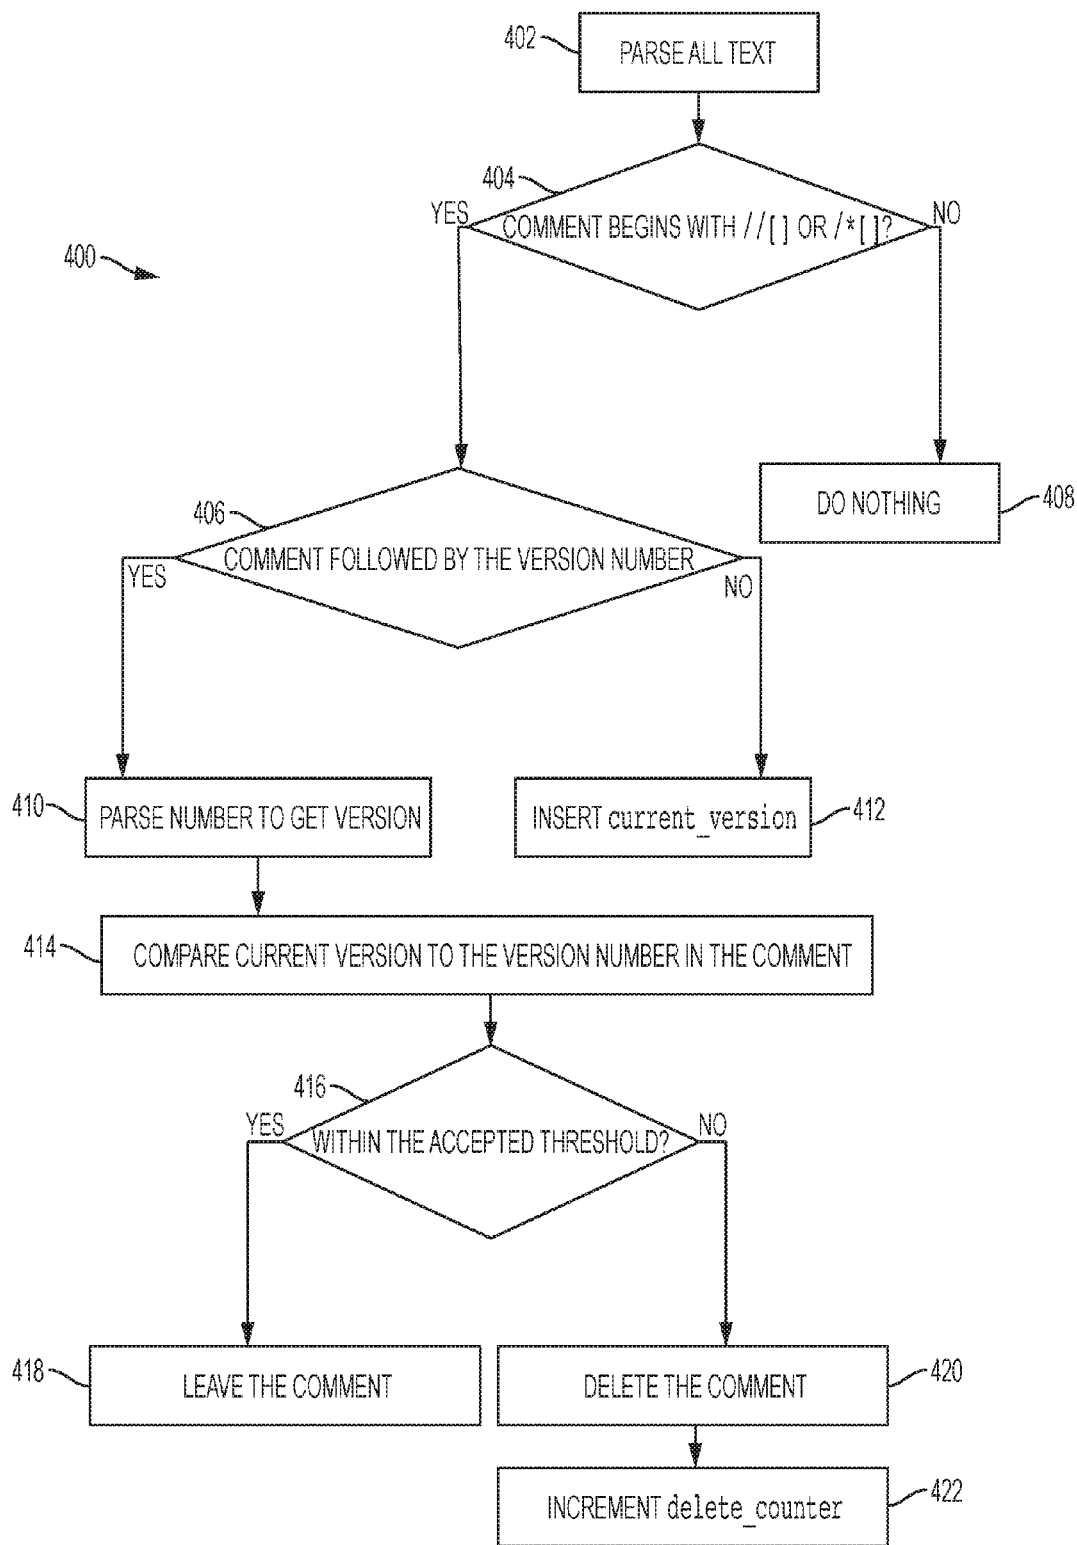 402
PARSE ALL TEXT
404
YES
COMMENT BEGINS WITH //[ ] OR /*[ ]?
NO
400
406
COMMENT FOLLOWED BY THE VERSION NUMBER
YES
NO
DO NOTHING
408
410
PARSE NUMBER TO GET VERSION
INSERT current_version
412
414
COMPARE CURRENT VERSION TO THE VERSION NUMBER IN THE COMMENT
416
YES
WITHIN THE ACCEPTED THRESHOLD?
NO
418
LEAVE THE COMMENT
DELETE THE COMMENT
420
INCREMENT delete_counter
422